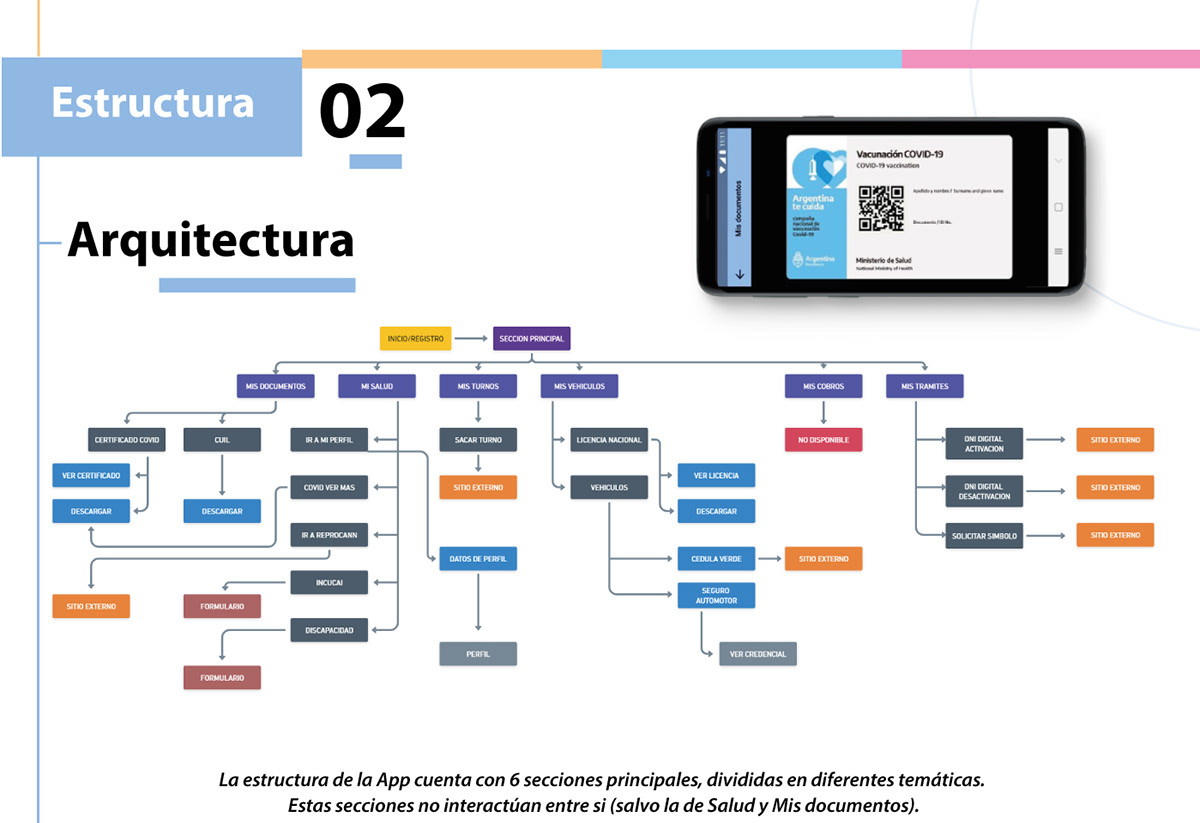 Estructura
02
Arquitectura
11:11
Mis documentos
Argentina
te cuida
Campaña
nacional de
vacunación
Covid-19
Argentina
Vacunación COVID-19
COVID-19 vaccination
Apellido y nombre / Surname and given name
Documento / ID No.
Ministerio de Salud
National Ministry of Health
INICIO/REGISTRO
SECCION PRINCIPAL
MIS DOCUMENTOS
MI SALUD
MIS TURNOS
MIS VEHICULOS
MIS COBROS
MIS TRAMITES
CERTIFICADO COVID
CUIL
IR A MI PERFIL
SACAR TURNO
LICENCIA NACIONAL
NO DISPONIBLE
DNI DIGITAL
ACTIVACION
SITIO EXTERNO
VER CERTIFICADO
VER LICENCIA
COVID VER MAS
SITIO EXTERNO
VEHICULOS
DNI DIGITAL
DESACTIVACION
SITIO EXTERNO
DESCARGAR
DESCARGAR
DESCARGAR
IR A REPROCANN
SOLICITAR SIMBOLO
SITIO EXTERNO
DATOS DE PERFIL
CEDULA VERDE
SITIO EXTERNO
INCUCAI
SEGURO
AUTOMOTOR
SITIO EXTERNO
FORMULARIO
DISCAPACIDAD
PERFIL
VER CREDENCIAL
FORMULARIO
La estructura de la App cuenta con 6 secciones principales, divididas en diferentes temáticas.
Estas secciones no interactúan entre si (salvo la de Salud y Mis documentos).